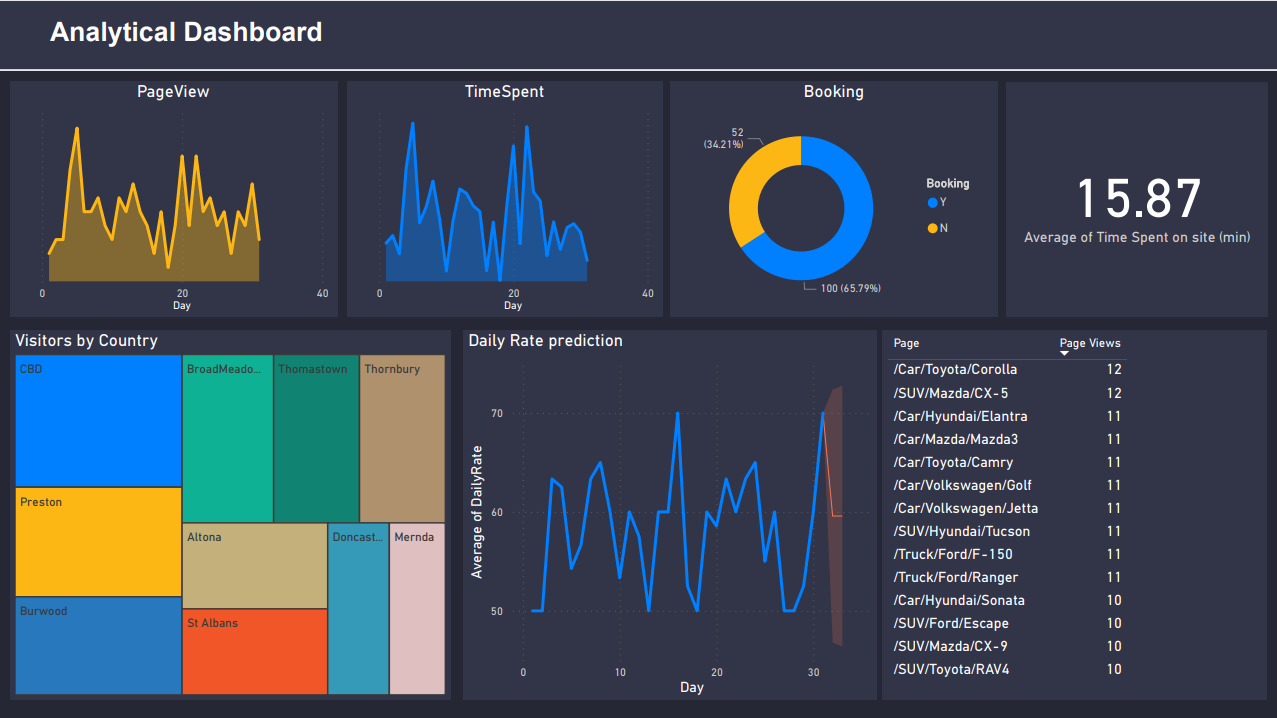 Analytical Dashboard
PageView
0
20
40
Day
TimeSpent
0
20
40
Day
Booking
52
(34.21%)
100 (65.79%)
Booking
Y
N
15.87
Average of Time Spent on site (min)
Visitors by Country
CBD
Preston
Burwood
BroadMeado...
Thomastown
Thornbury
Altona
St Albans
Doncast...
Mernda
Daily Rate prediction
Average of DailyRate
70
60
50
0
10
20
30
Day
Page Page Views
/Car/Toyota/Corolla 12
/SUV/Mazda/CX-5 12
/Car/Hyundai/Elantra 11
/Car/Mazda/Mazda3 11
/Car/Toyota/Camry 11
/Car/Volkswagen/Golf 11
/Car/Volkswagen/Jetta 11
/SUV/Hyundai/Tucson 11
/Truck/Ford/F-150 11
/Truck/Ford/Ranger 11
/Car/Hyundai/Sonata 10
/SUV/Ford/Escape 10
/SUV/Mazda/CX-9 10
/SUV/Toyota/RAV4 10